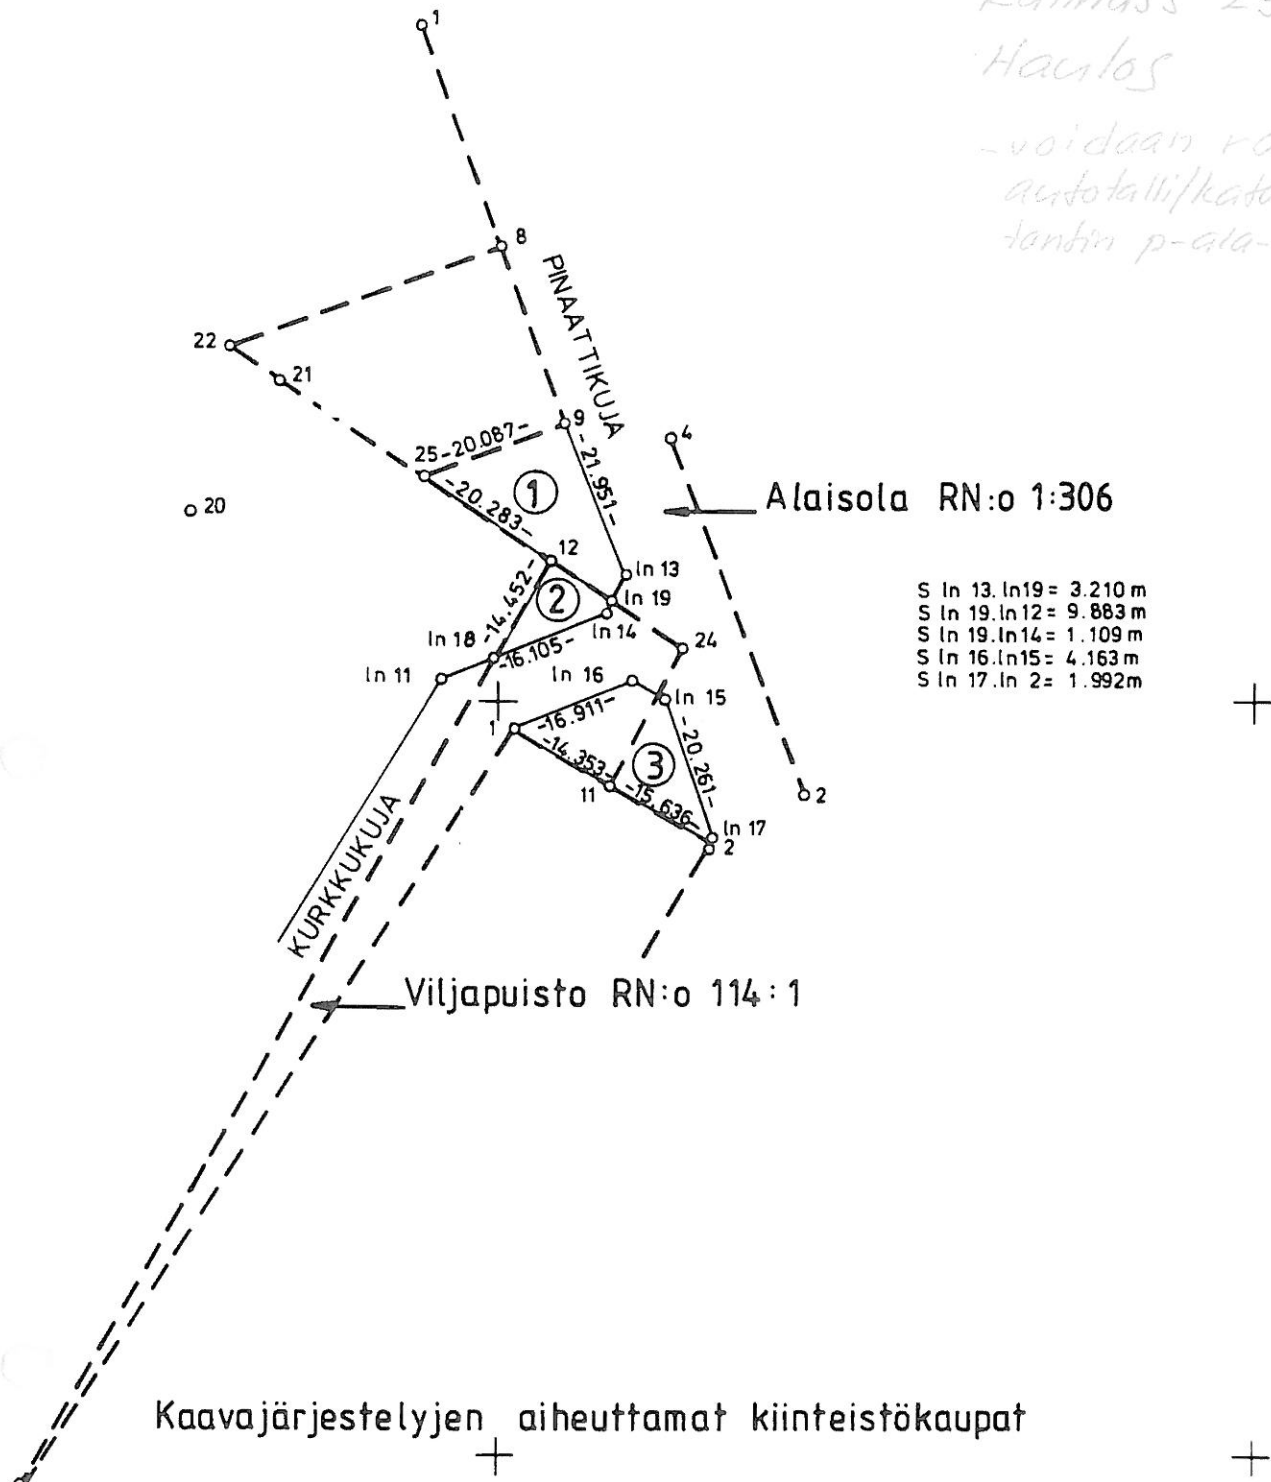 1
Haulos
-voidaan
autotalli/kato
8
PINAATTIKUJA
22
21
9
4
25 -20.087-
-21.951-
1
Alaisola RN:o 1:306
-20.283-
20
12
ln 13
2
ln 19
S ln 13.ln19= 3.210 m
-14.452-
S ln 19.ln12= 9.883 m
ln 18
ln 14
24
S ln 19.ln14= 1.109 m
-16.105-
S ln 16.ln15= 4.163 m
ln 11
ln 16
S ln 17.ln 2= 1.992m
ln 15
-16.911-
1
-20.261-
-14.353-
3
11
-15.636-
2
ln 17
2
KURKKUKUJA
Viljapuisto RN:o 114:1
Kaavajärjestelyjen aiheuttamat kiinteistökaupat